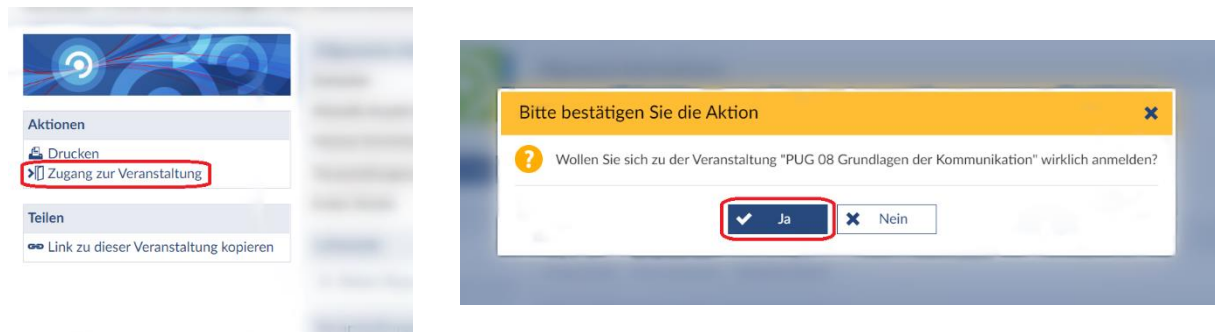 Aktionen
Drucken
Zugang zur Veranstaltung
Teilen
Link zu dieser Veranstaltung kopieren
Bitte bestätigen Sie die Aktion
Wollen Sie sich zu der Veranstaltung "PUG 08 Grundlagen der Kommunikation" wirklich anmelden?
Ja
Nein